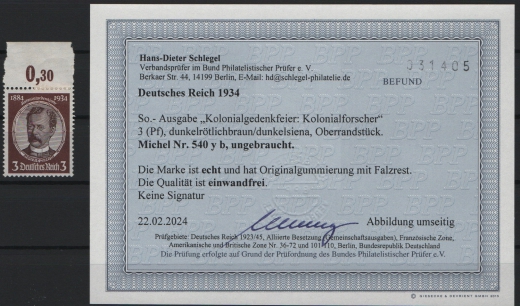 0,30
1884 1934
3 Deutsches Reich 3
Hans-Dieter Schlegel
Verbandsprüfer im Bund Philatelistischer Prüfer e. V.
Berkaer Str. 44, 14199 Berlin, E-Mail: hd@schlegel-philatelie.de
031405
BEFUND
Deutsches Reich 1934
So.- Ausgabe „Kolonialgedenkfeier: Kolonialforscher“
3 (Pf), dunkelrötlichbraun/dunkelsiena, Oberrandstück.
Michel Nr. 540 y b, ungebraucht.
Die Marke ist echt und hat Originalgummierung mit Falzrest.
Die Qualität ist einwandfrei.
Keine Signatur
22.02.2024
Abbildung umseitig
Prüfgebiete: Deutsches Reich 1923/45, Alliierte Besetzung (Gemeinschaftsausgaben), Französische Zone,
Amerikanische und Britische Zone Nr. 36-72 und 101-110, Berlin, Bundesrepublik Deutschland
Die Prüfung erfolgte auf Grund der Prüfordnung des Bundes Philatelistischer Prüfer e.V.
GIESECKE & DEVRIENT GMBH